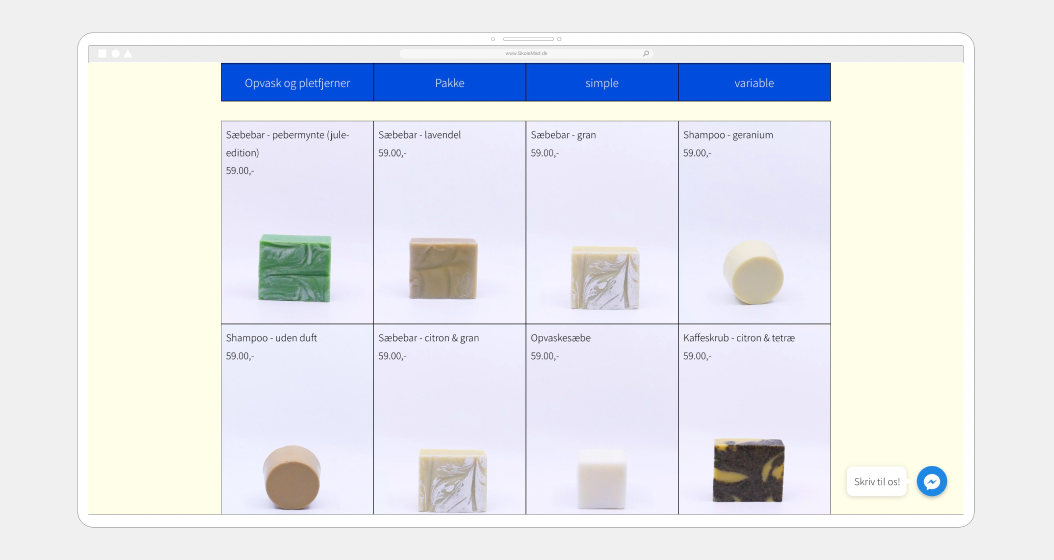 www.SkoleMad.dk
Opvask og pletfjerner
Pakke
simple
variable
Sæbebar - pebermynte (jule-
edition)
59.00,-
Sæbebar - lavendel
59.00,-
Sæbebar - gran
59.00,-
Shampoo - geranium
59.00,-
Shampoo - uden duft
59.00,-
Sæbebar - citron & gran
59.00,-
Opvaskesæbe
59.00,-
Kaffeskrub - citron & tetræ
59.00,-
Skriv til os!